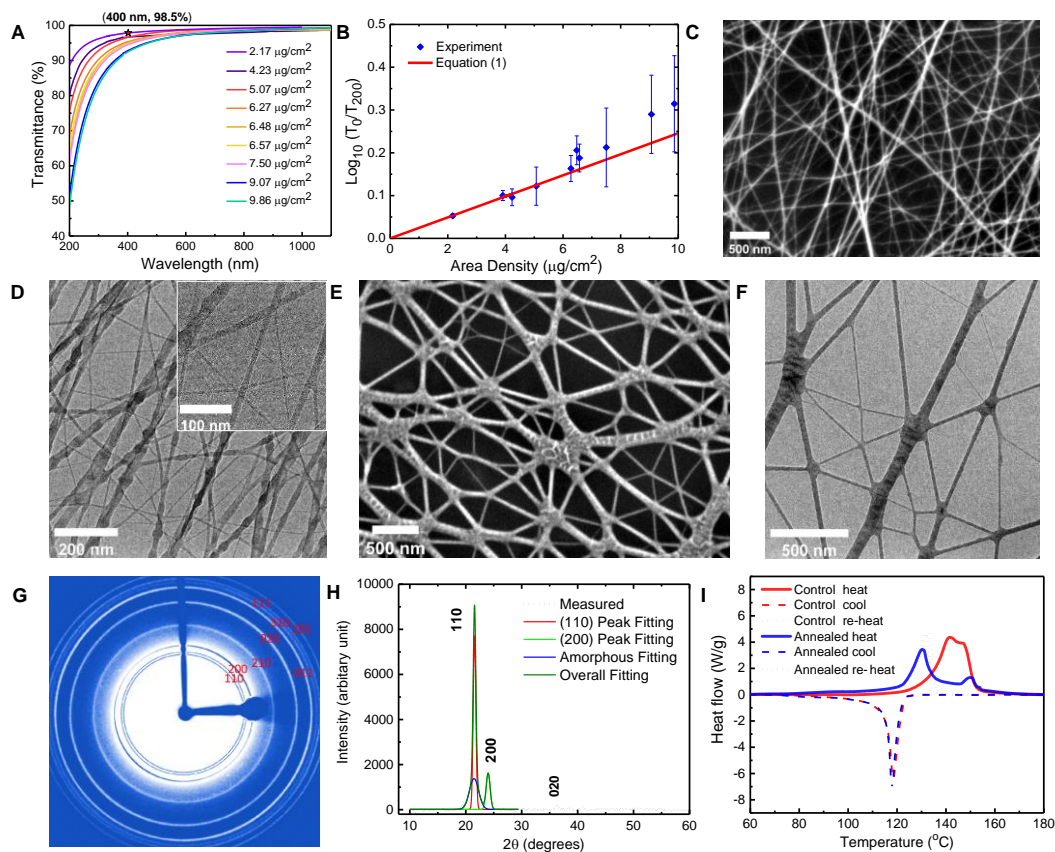 (400 nm, 98.5%)
A
Transmittance (%)
100
90
80
70
60
50
40
2.17 µg/cm²
4.23 µg/cm²
5.07 µg/cm²
6.27 µg/cm²
6.48 µg/cm²
6.57 µg/cm²
7.50 µg/cm²
9.07 µg/cm²
9.86 µg/cm²
200 400 600 800 1000
Wavelength (nm)
B
Log₁₀ (T₀/T₂₀₀)
0.5
0.4
0.3
0.2
0.1
0.0
Experiment
Equation (1)
0 2 4 6 8 10
Area Density (µg/cm²)
C
500 nm
D
100 nm
200 nm
E
500 nm
F
500 nm
G
200
110
210
H
Intensity (arbitary unit)
10000
8000
6000
4000
2000
0
110
200
020
Measured
(110) Peak Fitting
(200) Peak Fitting
Amorphous Fitting
Overall Fitting
10 20 30 40 50 60
2θ (degrees)
I
Heat flow (W/g)
8
6
4
2
0
-2
-4
-6
-8
Control heat
Control cool
Control re-heat
Annealed heat
Annealed cool
Annealed re-heat
60 80 100 120 140 160 180
Temperature (°C)